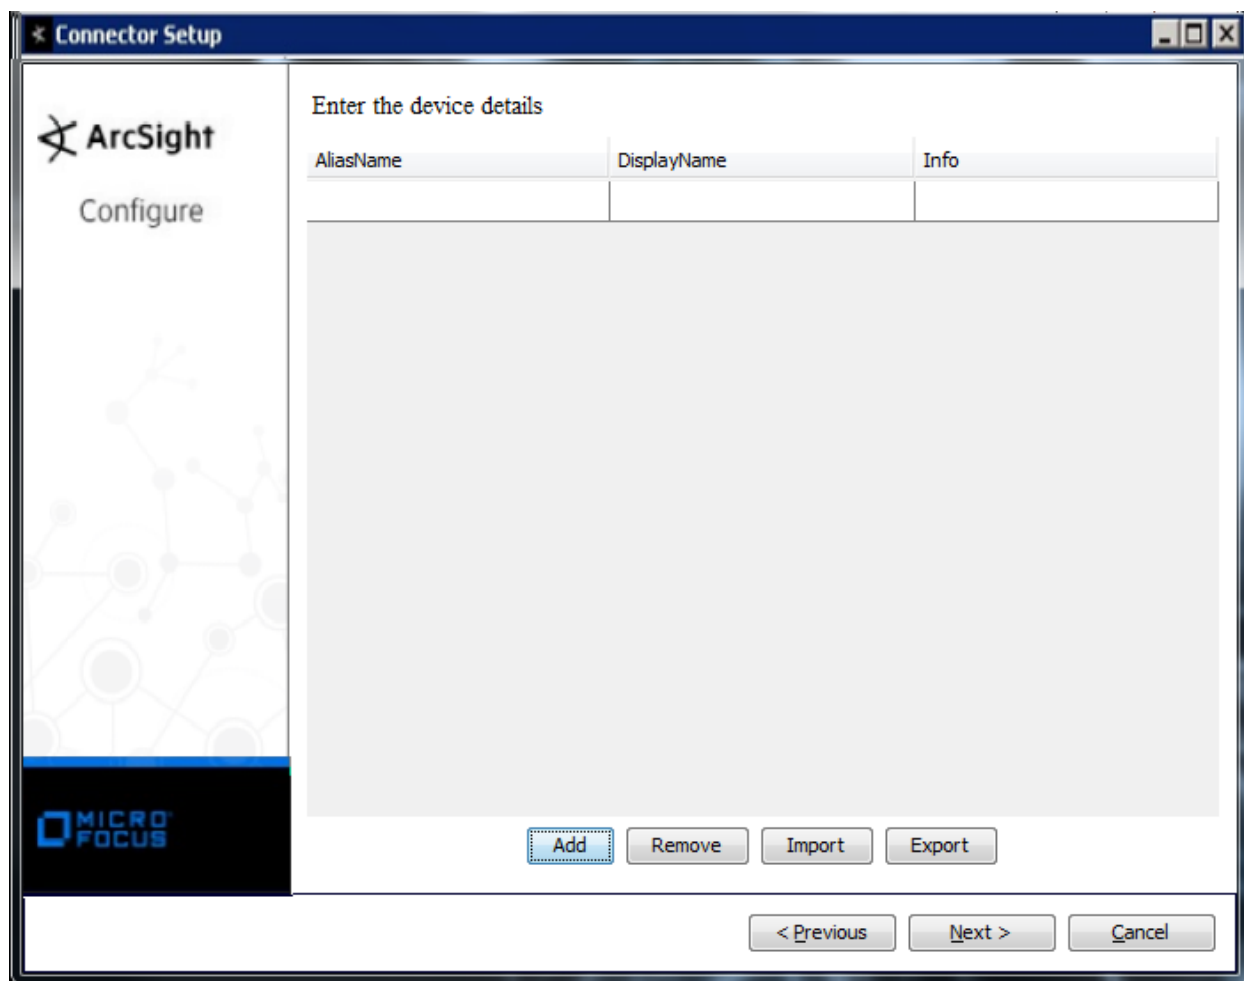 Connector Setup
ArcSight
Configure
Enter the device details
AliasName DisplayName Info
MICRO
FOCUS
Add Remove Import Export
< Previous Next > Cancel